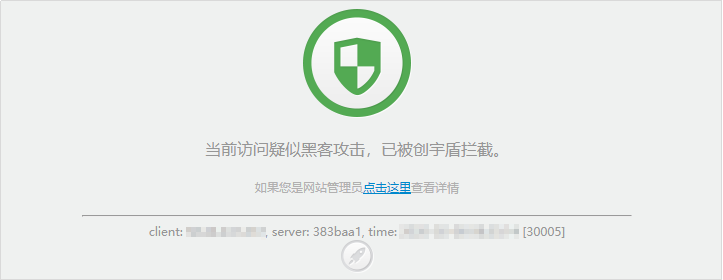 当前访问疑似黑客攻击，已被创宇盾拦截。
如果您是网站管理员点击这里查看详情
client: , server: 383baa1, time: [30005]